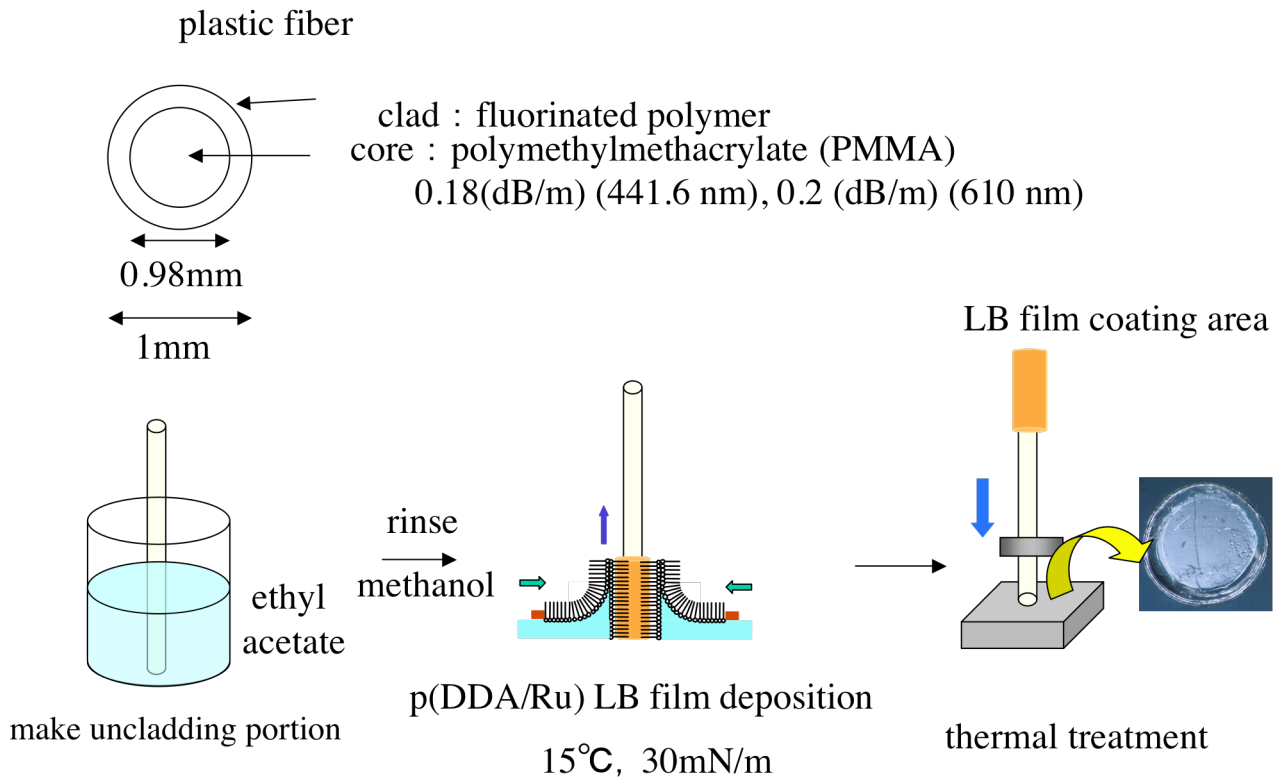 plastic fiber
clad : fluorinated polymer
core : polymethylmethacrylate (PMMA)
0.18(dB/m) (441.6 nm), 0.2 (dB/m) (610 nm)
0.98mm
1mm
LB film coating area
rinse
methanol
ethyl
acetate
make uncladding portion
p(DDA/Ru) LB film deposition
15℃, 30mN/m
thermal treatment